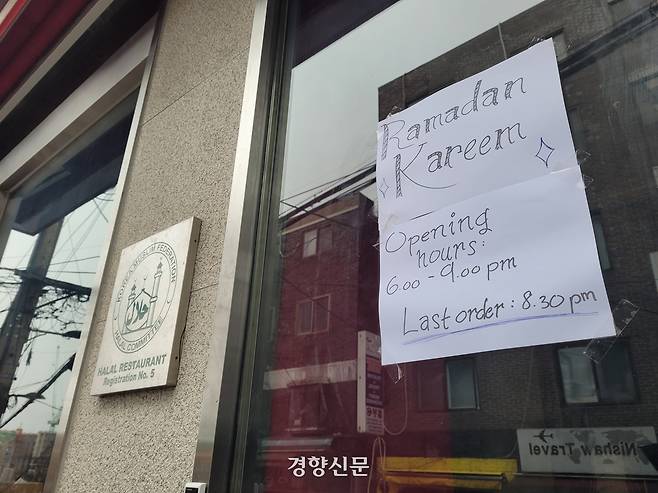 KOREA MUSLIM FEDERATION
حلال
HALAL COMMITTEE
HALAL RESTAURANT
Registration No. 5
Ramadan
Kareem
Opening
hours:
6.00 - 9.00 pm
Last order: 8.30 pm
Nishaw Travel
경향신문